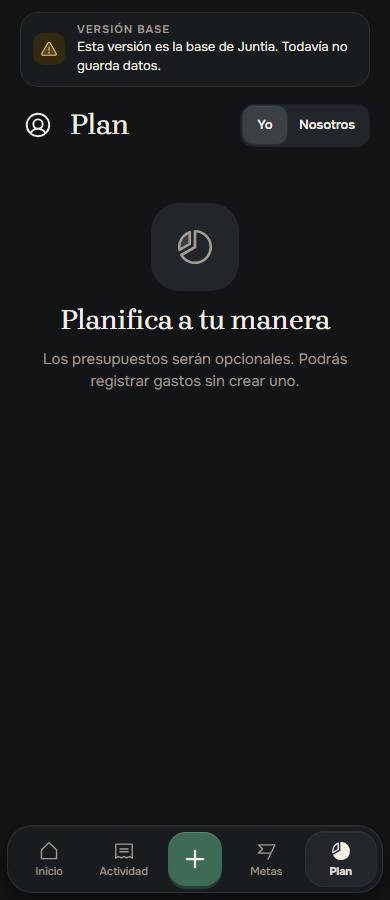 VERSIÓN BASE
Esta versión es la base de Juntia. Todavía no
guarda datos.
Plan
Yo
Nosotros
Planifica a tu manera
Los presupuestos serán opcionales. Podrás
registrar gastos sin crear uno.
Inicio
Actividad
Metas
Plan